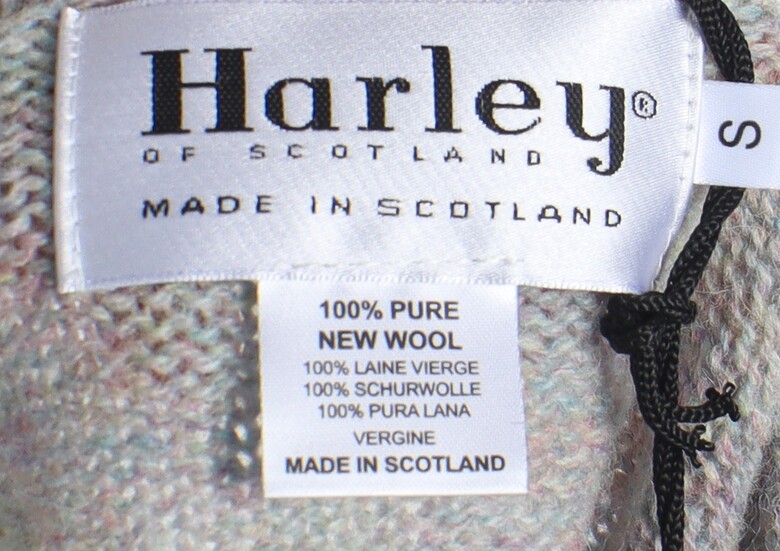 Harley®
OF SCOTLAND
MADE IN SCOTLAND
S
100% PURE
NEW WOOL
100% LAINE VIERGE
100% SCHURWOLLE
100% PURA LANA
VERGINE
MADE IN SCOTLAND